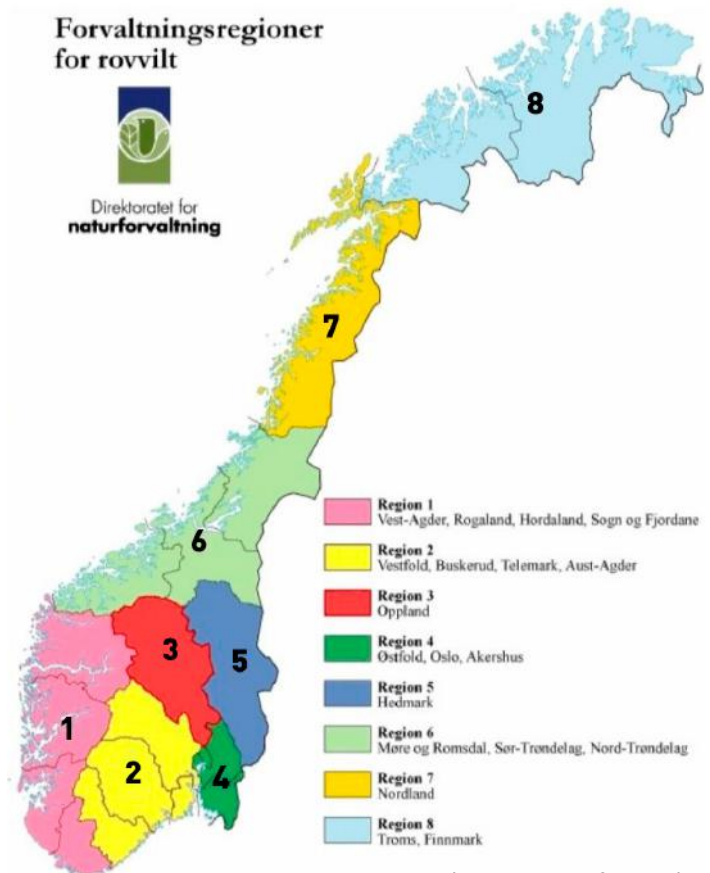 Forvaltningsregioner
for rovvilt
Direktoratet for
naturforvaltning
8
7
6
3
5
1
2
4
Region 1
Vest-Agder, Rogaland, Hordaland, Sogn og Fjordane
Region 2
Vestfold, Buskerud, Telemark, Aust-Agder
Region 3
Oppland
Region 4
Østfold, Oslo, Akershus
Region 5
Hedmark
Region 6
Møre og Romsdal, Sør-Trøndelag, Nord-Trøndelag
Region 7
Nordland
Region 8
Troms, Finnmark